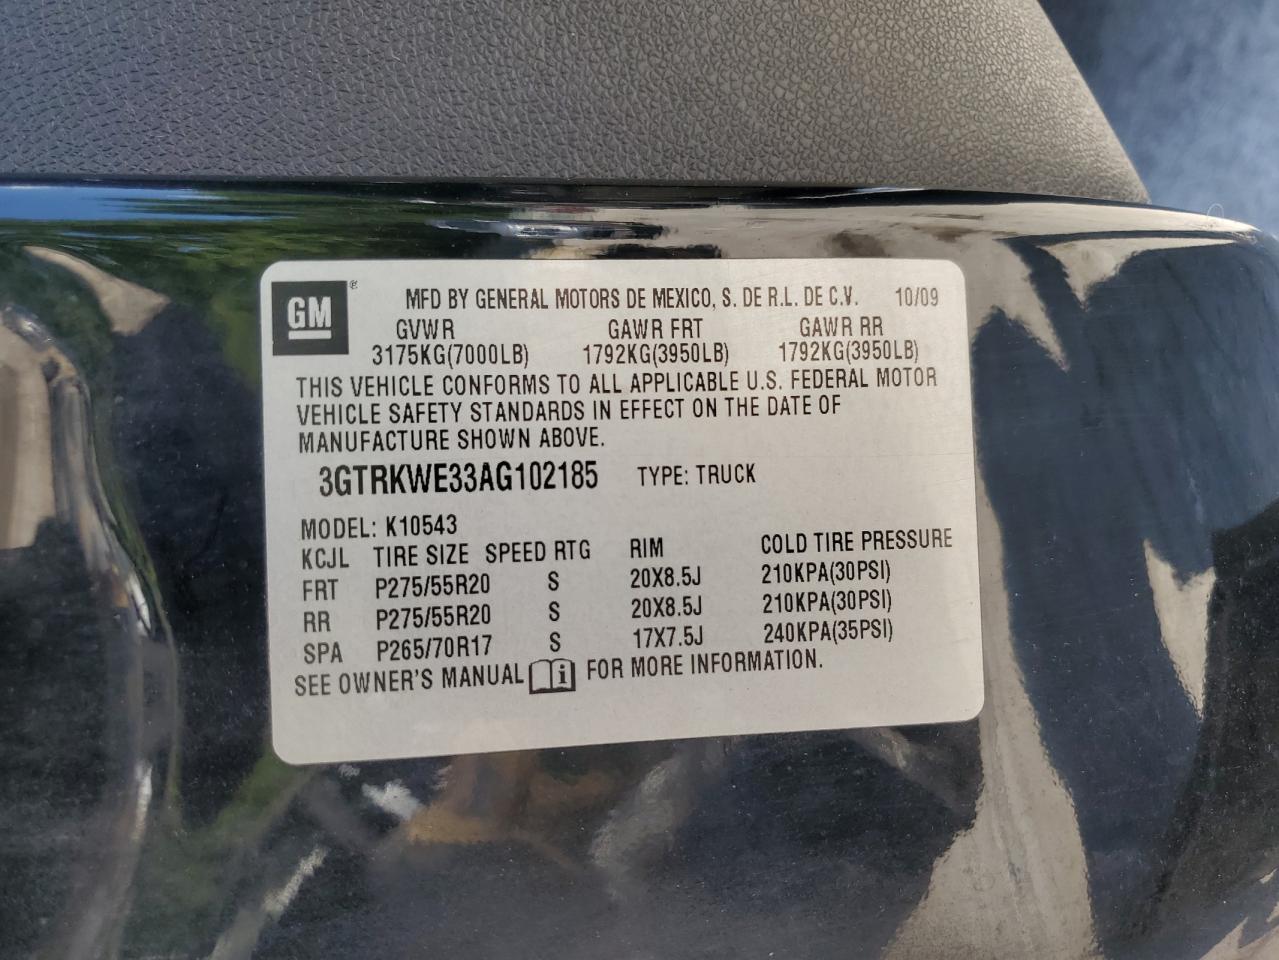 GM ® MFD BY GENERAL MOTORS DE MEXICO, S. DE R.L. DE C.V. 10/09
GVWR GAWR FRT GAWR RR
3175KG(7000LB) 1792KG(3950LB) 1792KG(3950LB)
THIS VEHICLE CONFORMS TO ALL APPLICABLE U.S. FEDERAL MOTOR
VEHICLE SAFETY STANDARDS IN EFFECT ON THE DATE OF
MANUFACTURE SHOWN ABOVE.
3GTRKWE33AG102185 TYPE: TRUCK
MODEL: K10543
KCJL TIRE SIZE SPEED RTG RIM COLD TIRE PRESSURE
FRT P275/55R20 S 20X8.5J 210KPA(30PSI)
RR P275/55R20 S 20X8.5J 210KPA(30PSI)
SPA P265/70R17 S 17X7.5J 240KPA(35PSI)
SEE OWNER'S MANUAL i FOR MORE INFORMATION.